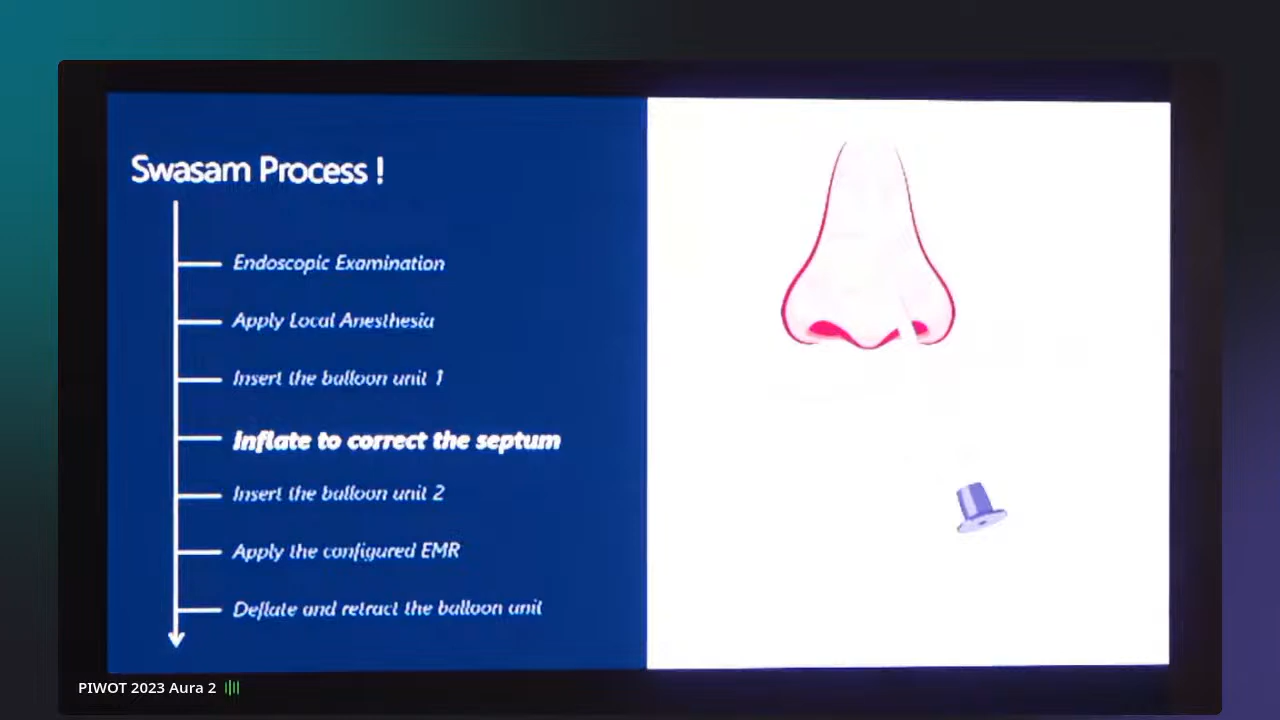 Swasam Process !
Endoscopic Examination
Apply Local Anesthesia
Insert the balloon unit 1
Inflate to correct the septum
Insert the balloon unit 2
Apply the configured EMR
Deflate and retract the balloon unit
PIWOT 2023 Aura 2